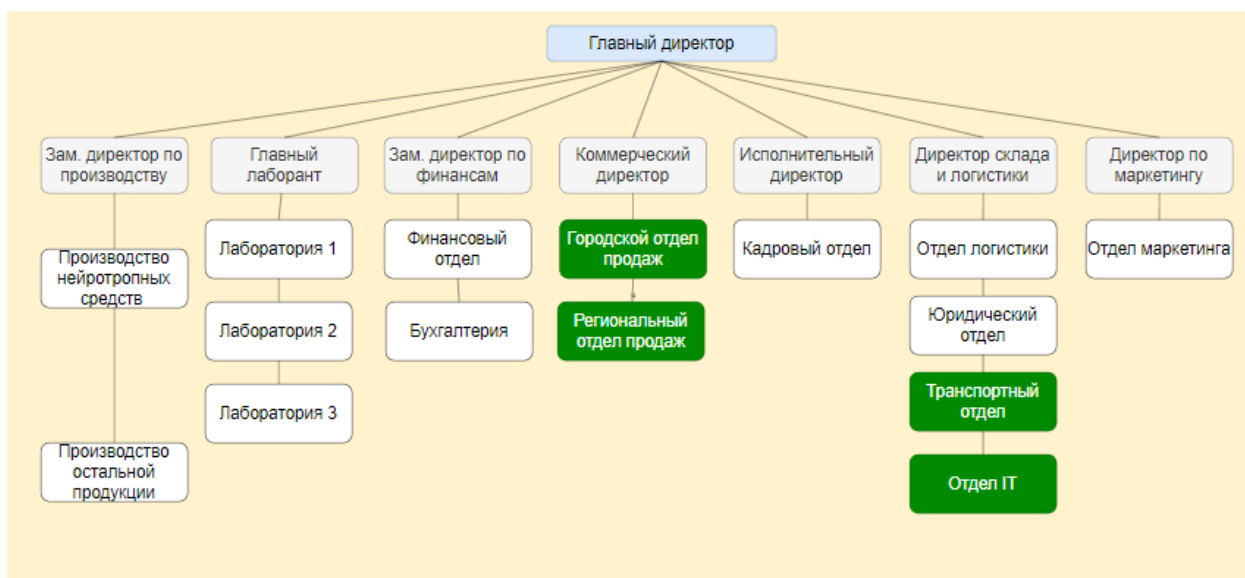 Главный директор
Зам. директор по
производству
Главный
лаборант
Зам. директор по
финансам
Коммерческий
директор
Исполнительный
директор
Директор склада
и логистики
Директор по
маркетингу
Производство
нейротропных
средств
Производство
остальной
продукции
Лаборатория 1
Лаборатория 2
Лаборатория 3
Финансовый
отдел
Бухгалтерия
Городской отдел
продаж
Региональный
отдел продаж
Кадровый отдел
Отдел логистики
Юридический
отдел
Транспортный
отдел
Отдел IT
Отдел маркетинга